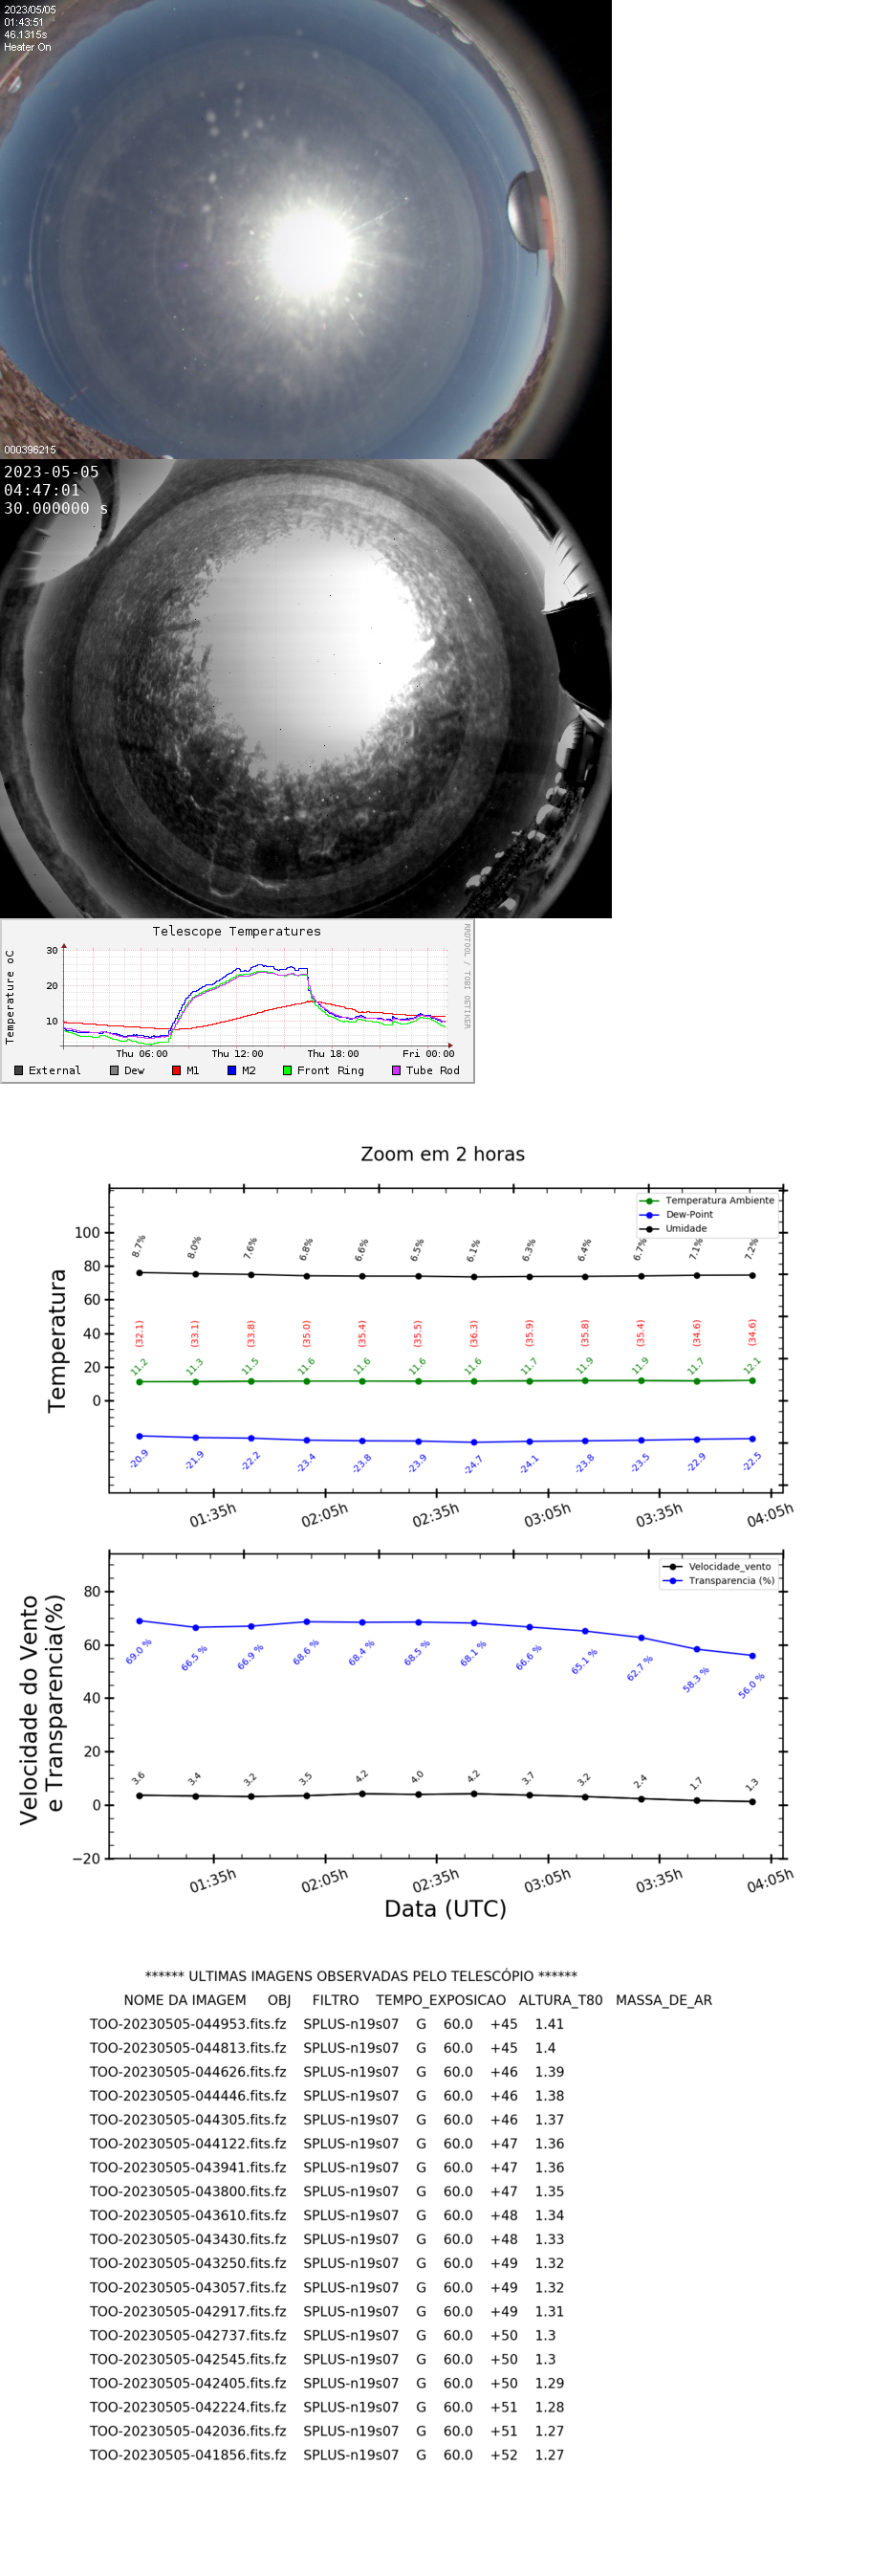 2023/05/05
01:43:51
46.1315s
Heater On
000396215
2023-05-05
04:47:01
30.000000 s
Telescope Temperatures
RRDTOOL / TOBI OETIKER
Temperature oC
30
20
10
Thu 06:00 Thu 12:00 Thu 18:00 Fri 00:00
External Dew M1 M2 Front Ring Tube Rod
Zoom em 2 horas
Temperatura
Temperatura Ambiente
Dew-Point
Umidade
100
80
60
40
20
0
8.7% 8.0% 7.6% 6.8% 6.6% 6.5% 6.1% 6.3% 6.4% 6.7% 7.1% 7.2%
(32.1) (33.1) (33.8) (35.0) (35.4) (35.5) (36.3) (35.9) (35.8) (35.4) (34.6) (34.6)
11.2 11.3 11.5 11.6 11.6 11.6 11.6 11.7 11.9 11.9 11.7 12.1
-20.9 -21.9 -22.2 -23.4 -23.8 -23.9 -24.7 -24.1 -23.8 -23.5 -22.9 -22.5
01:35h 02:05h 02:35h 03:05h 03:35h 04:05h
Velocidade do Vento
e Transparencia(%)
Velocidade_vento
Transparencia (%)
80
60
40
20
0
−20
69.0 % 66.5 % 66.9 % 68.6 % 68.4 % 68.5 % 68.1 % 66.6 % 65.1 % 62.7 % 58.3 % 56.0 %
3.6 3.4 3.2 3.5 4.2 4.0 4.2 3.7 3.2 2.4 1.7 1.3
01:35h 02:05h 02:35h 03:05h 03:35h 04:05h
Data (UTC)
****** ULTIMAS IMAGENS OBSERVADAS PELO TELESCÓPIO ******
NOME DA IMAGEM OBJ FILTRO TEMPO_EXPOSICAO ALTURA_T80 MASSA_DE_AR
TOO-20230505-044953.fits.fz SPLUS-n19s07 G 60.0 +45 1.41
TOO-20230505-044813.fits.fz SPLUS-n19s07 G 60.0 +45 1.4
TOO-20230505-044626.fits.fz SPLUS-n19s07 G 60.0 +46 1.39
TOO-20230505-044446.fits.fz SPLUS-n19s07 G 60.0 +46 1.38
TOO-20230505-044305.fits.fz SPLUS-n19s07 G 60.0 +46 1.37
TOO-20230505-044122.fits.fz SPLUS-n19s07 G 60.0 +47 1.36
TOO-20230505-043941.fits.fz SPLUS-n19s07 G 60.0 +47 1.36
TOO-20230505-043800.fits.fz SPLUS-n19s07 G 60.0 +47 1.35
TOO-20230505-043610.fits.fz SPLUS-n19s07 G 60.0 +48 1.34
TOO-20230505-043430.fits.fz SPLUS-n19s07 G 60.0 +48 1.33
TOO-20230505-043250.fits.fz SPLUS-n19s07 G 60.0 +49 1.32
TOO-20230505-043057.fits.fz SPLUS-n19s07 G 60.0 +49 1.32
TOO-20230505-042917.fits.fz SPLUS-n19s07 G 60.0 +49 1.31
TOO-20230505-042737.fits.fz SPLUS-n19s07 G 60.0 +50 1.3
TOO-20230505-042545.fits.fz SPLUS-n19s07 G 60.0 +50 1.3
TOO-20230505-042405.fits.fz SPLUS-n19s07 G 60.0 +50 1.29
TOO-20230505-042224.fits.fz SPLUS-n19s07 G 60.0 +51 1.28
TOO-20230505-042036.fits.fz SPLUS-n19s07 G 60.0 +51 1.27
TOO-20230505-041856.fits.fz SPLUS-n19s07 G 60.0 +52 1.27